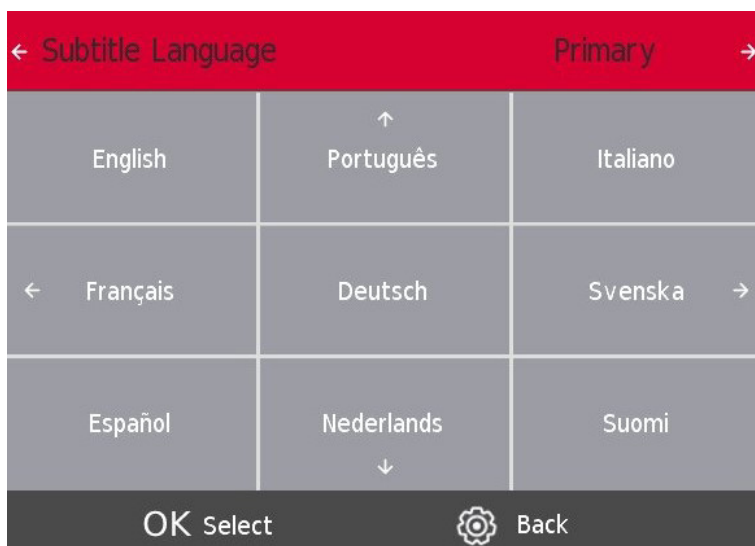 Subtitle Language Primary
English Português Italiano
Français Deutsch Svenska
Español Nederlands Suomi
OK Select Back